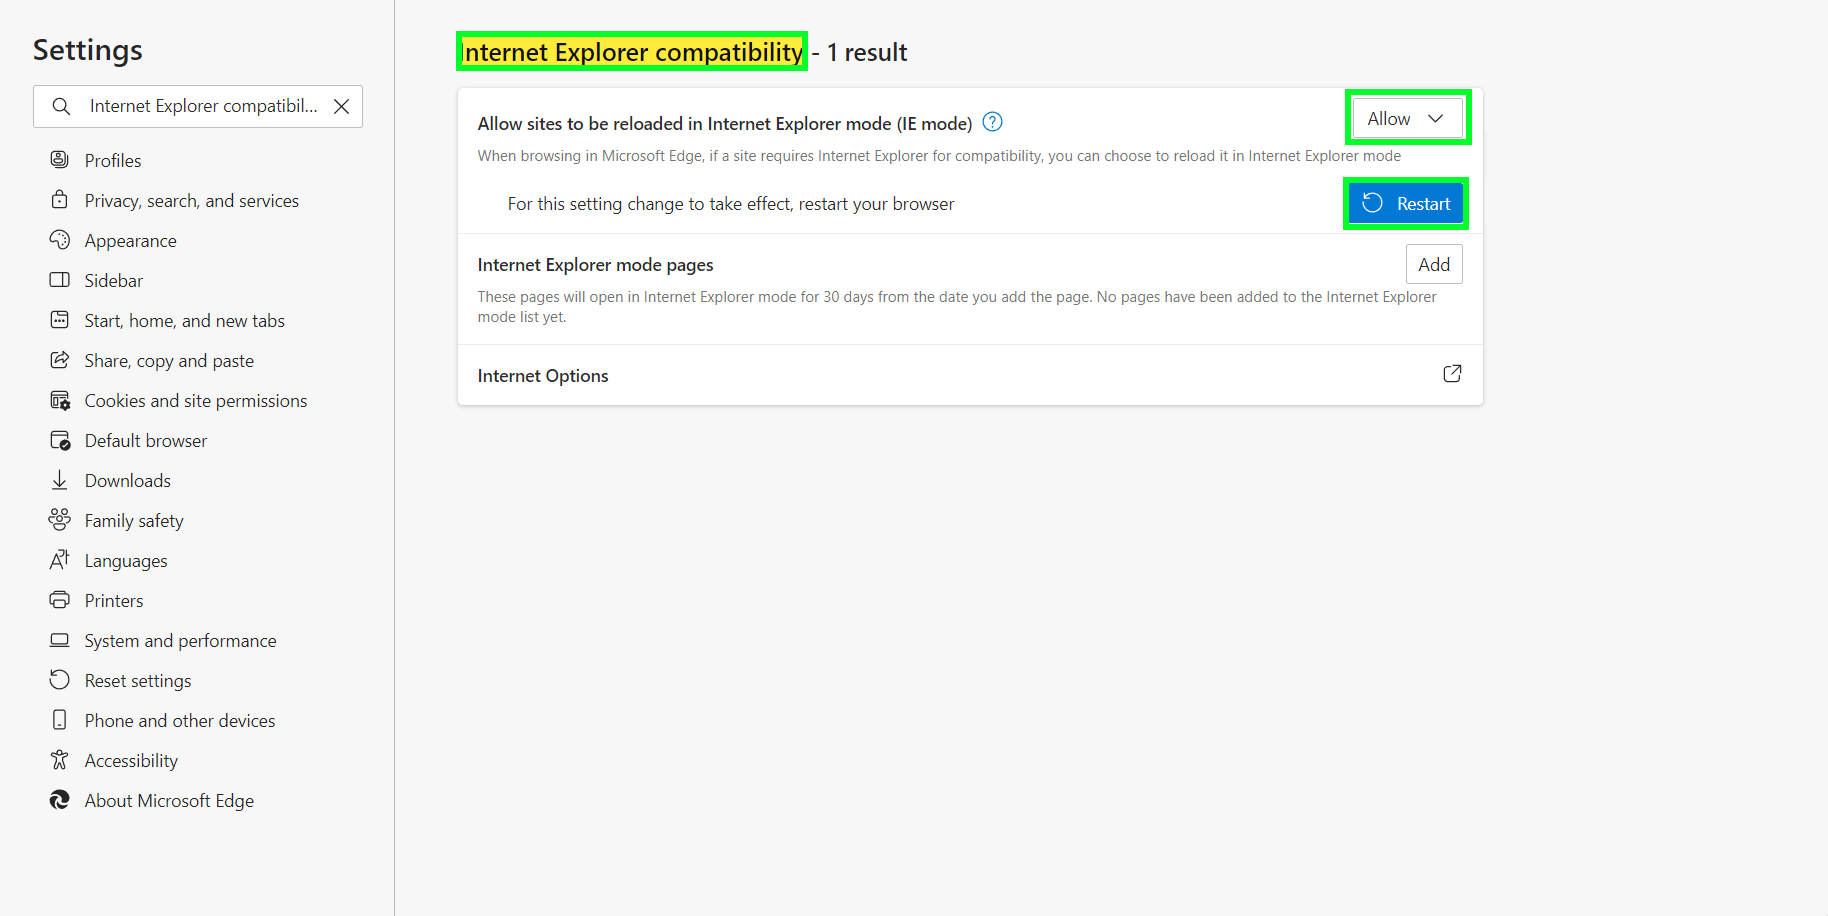 Settings
Internet Explorer compatibil...
Profiles
Privacy, search, and services
Appearance
Sidebar
Start, home, and new tabs
Share, copy and paste
Cookies and site permissions
Default browser
Downloads
Family safety
Languages
Printers
System and performance
Reset settings
Phone and other devices
Accessibility
About Microsoft Edge
Internet Explorer compatibility - 1 result
Allow sites to be reloaded in Internet Explorer mode (IE mode)
Allow
When browsing in Microsoft Edge, if a site requires Internet Explorer for compatibility, you can choose to reload it in Internet Explorer mode
For this setting change to take effect, restart your browser
Restart
Internet Explorer mode pages
Add
These pages will open in Internet Explorer mode for 30 days from the date you add the page. No pages have been added to the Internet Explorer
mode list yet.
Internet Options